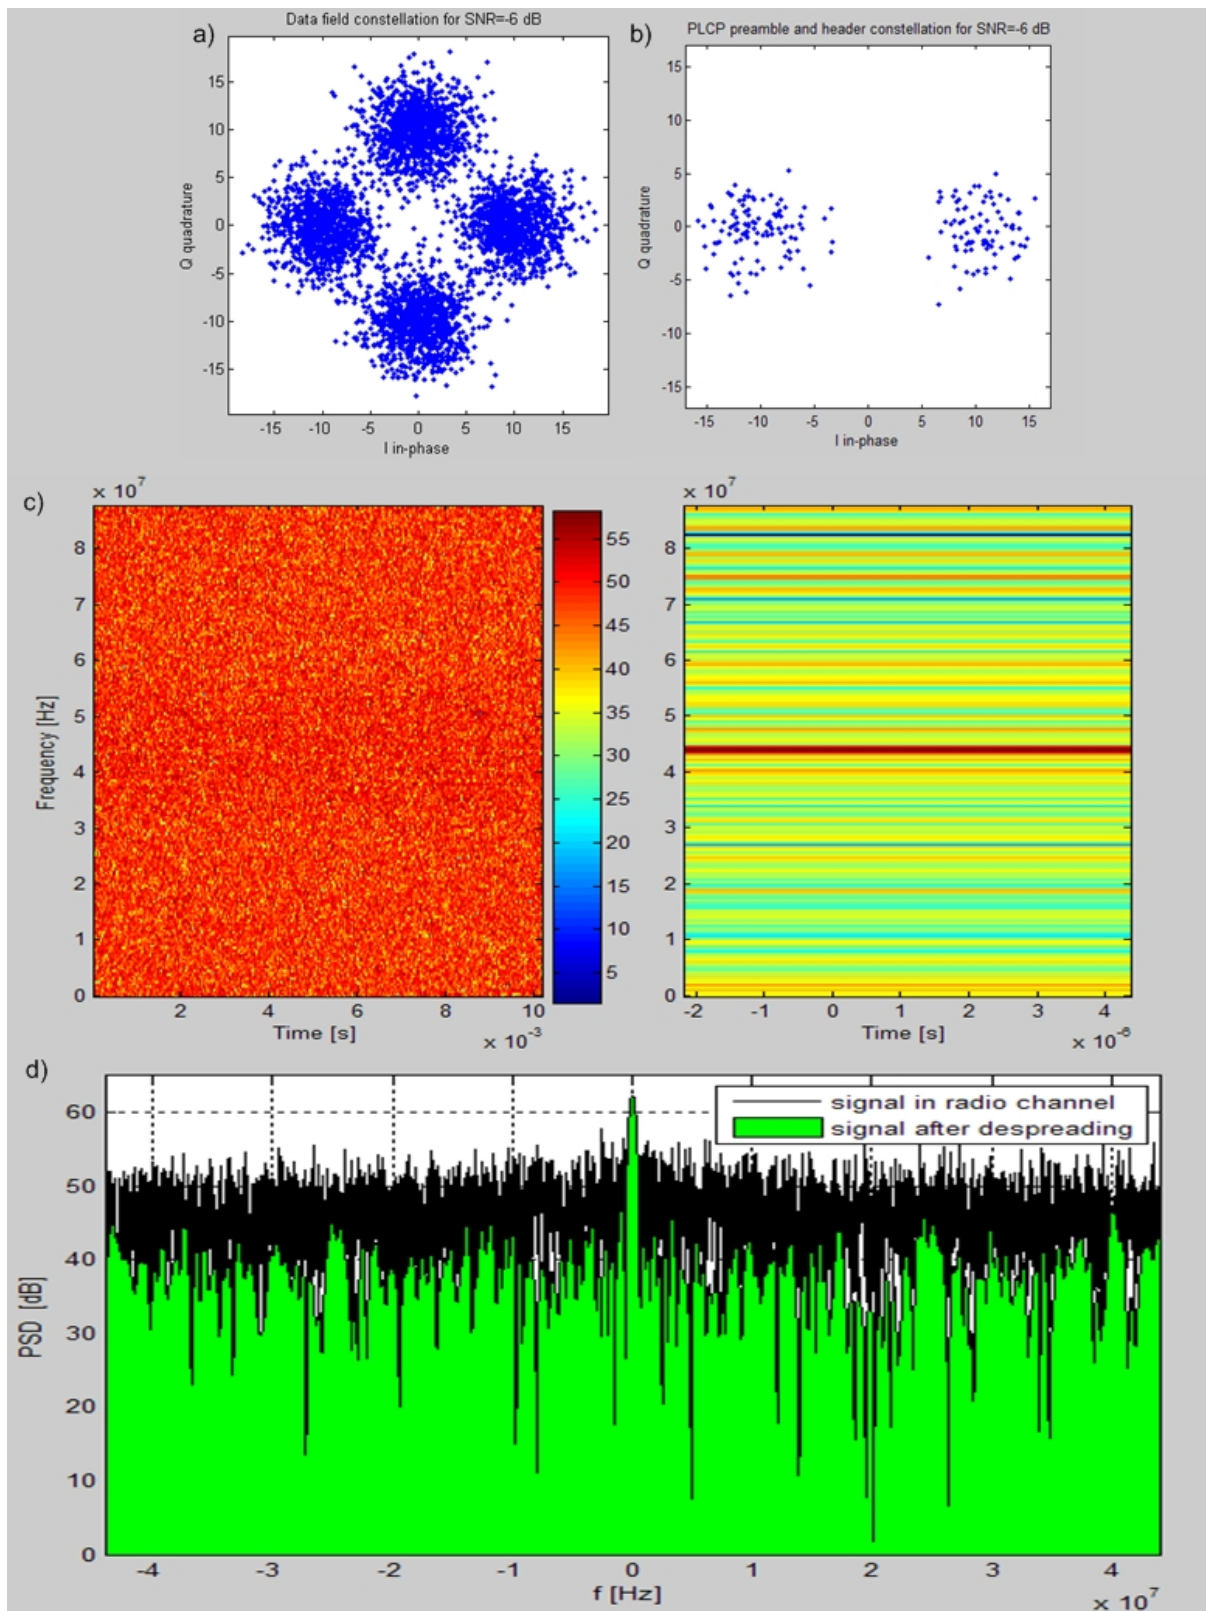 a)
Data field constellation for SNR=-6 dB
15
10
5
0
-5
-10
-15
Q quadrature
-15 -10 -5 0 5 10 15
I in-phase
b)
PLCP preamble and header constellation for SNR=-6 dB
15
10
5
0
-5
-10
-15
Q quadrature
-15 -10 -5 0 5 10 15
I in-phase
c)
x 10^7
8
7
6
5
4
3
2
1
0
Frequency [Hz]
2 4 6 8 10
Time [s]
x 10^-3
55
50
45
40
35
30
25
20
15
10
5
x 10^7
8
7
6
5
4
3
2
1
0
-2 -1 0 1 2 3 4
Time [s]
x 10^-6
d)
60
50
40
30
20
10
0
PSD [dB]
signal in radio channel
signal after despreading
-4 -3 -2 -1 0 1 2 3 4
f [Hz]
x 10^7